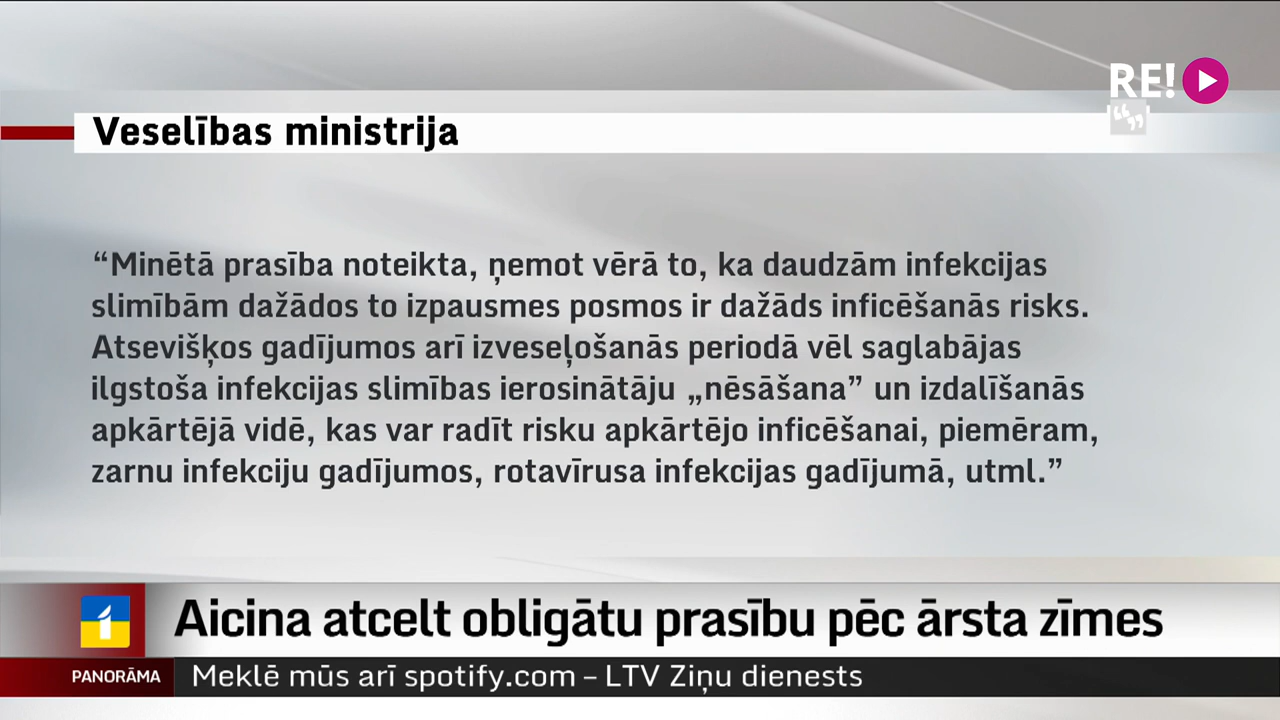 RE!
Veselības ministrija
“Minētā prasība noteikta, ņemot vērā to, ka daudzām infekcijas
slimībām dažādos to izpausmes posmos ir dažāds inficēšanās risks.
Atsevišķos gadījumos arī izveseļošanās periodā vēl saglabājas
ilgstoša infekcijas slimības ierosinātāju „nēsāšana” un izdalīšanās
apkārtējā vidē, kas var radīt risku apkārtējo inficēšanai, piemēram,
zarnu infekciju gadījumos, rotavīrusa infekcijas gadījumā, utml.”
1
Aicina atcelt obligātu prasību pēc ārsta zīmes
PANORĀMA
Meklē mūs arī spotify.com – LTV Ziņu dienests